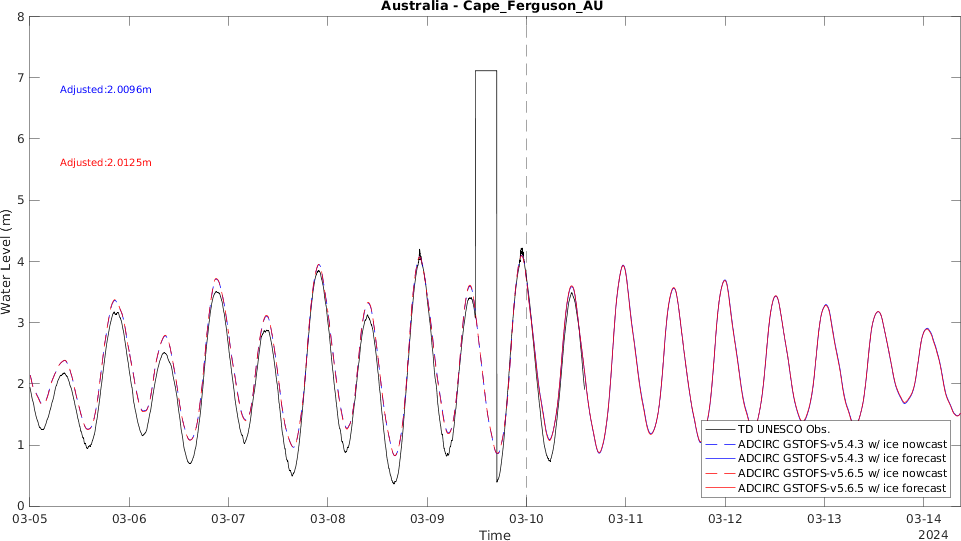 Australia - Cape_Ferguson_AU
8
7
6
5
4
3
2
1
0
Water Level (m)
Adjusted:2.0096m
Adjusted:2.0125m
TD UNESCO Obs.
ADCIRC GSTOFS-v5.4.3 w/ ice nowcast
ADCIRC GSTOFS-v5.4.3 w/ ice forecast
ADCIRC GSTOFS-v5.6.5 w/ ice nowcast
ADCIRC GSTOFS-v5.6.5 w/ ice forecast
03-05 03-06 03-07 03-08 03-09 03-10 03-11 03-12 03-13 03-14
Time
2024